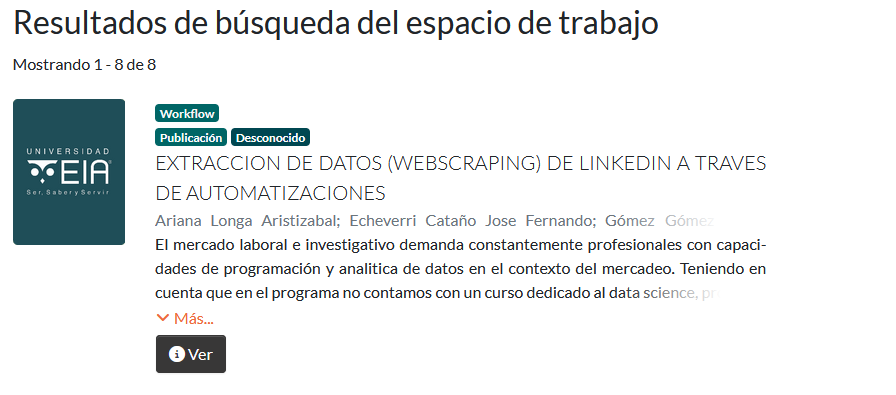 Resultados de búsqueda del espacio de trabajo
Mostrando 1 - 8 de 8
UNIVERSIDAD
EIA
Ser, Saber y Servir
Workflow
Publicación Desconocido
EXTRACCION DE DATOS (WEBSCRAPING) DE LINKEDIN A TRAVES
DE AUTOMATIZACIONES
Ariana Longa Aristizabal; Echeverri Cataño Jose Fernando; Gómez Gómez
El mercado laboral e investigativo demanda constantemente profesionales con capaci-
dades de programación y analitica de datos en el contexto del mercadeo. Teniendo en
cuenta que en el programa no contamos con un curso dedicado al data science,
Más...
Ver